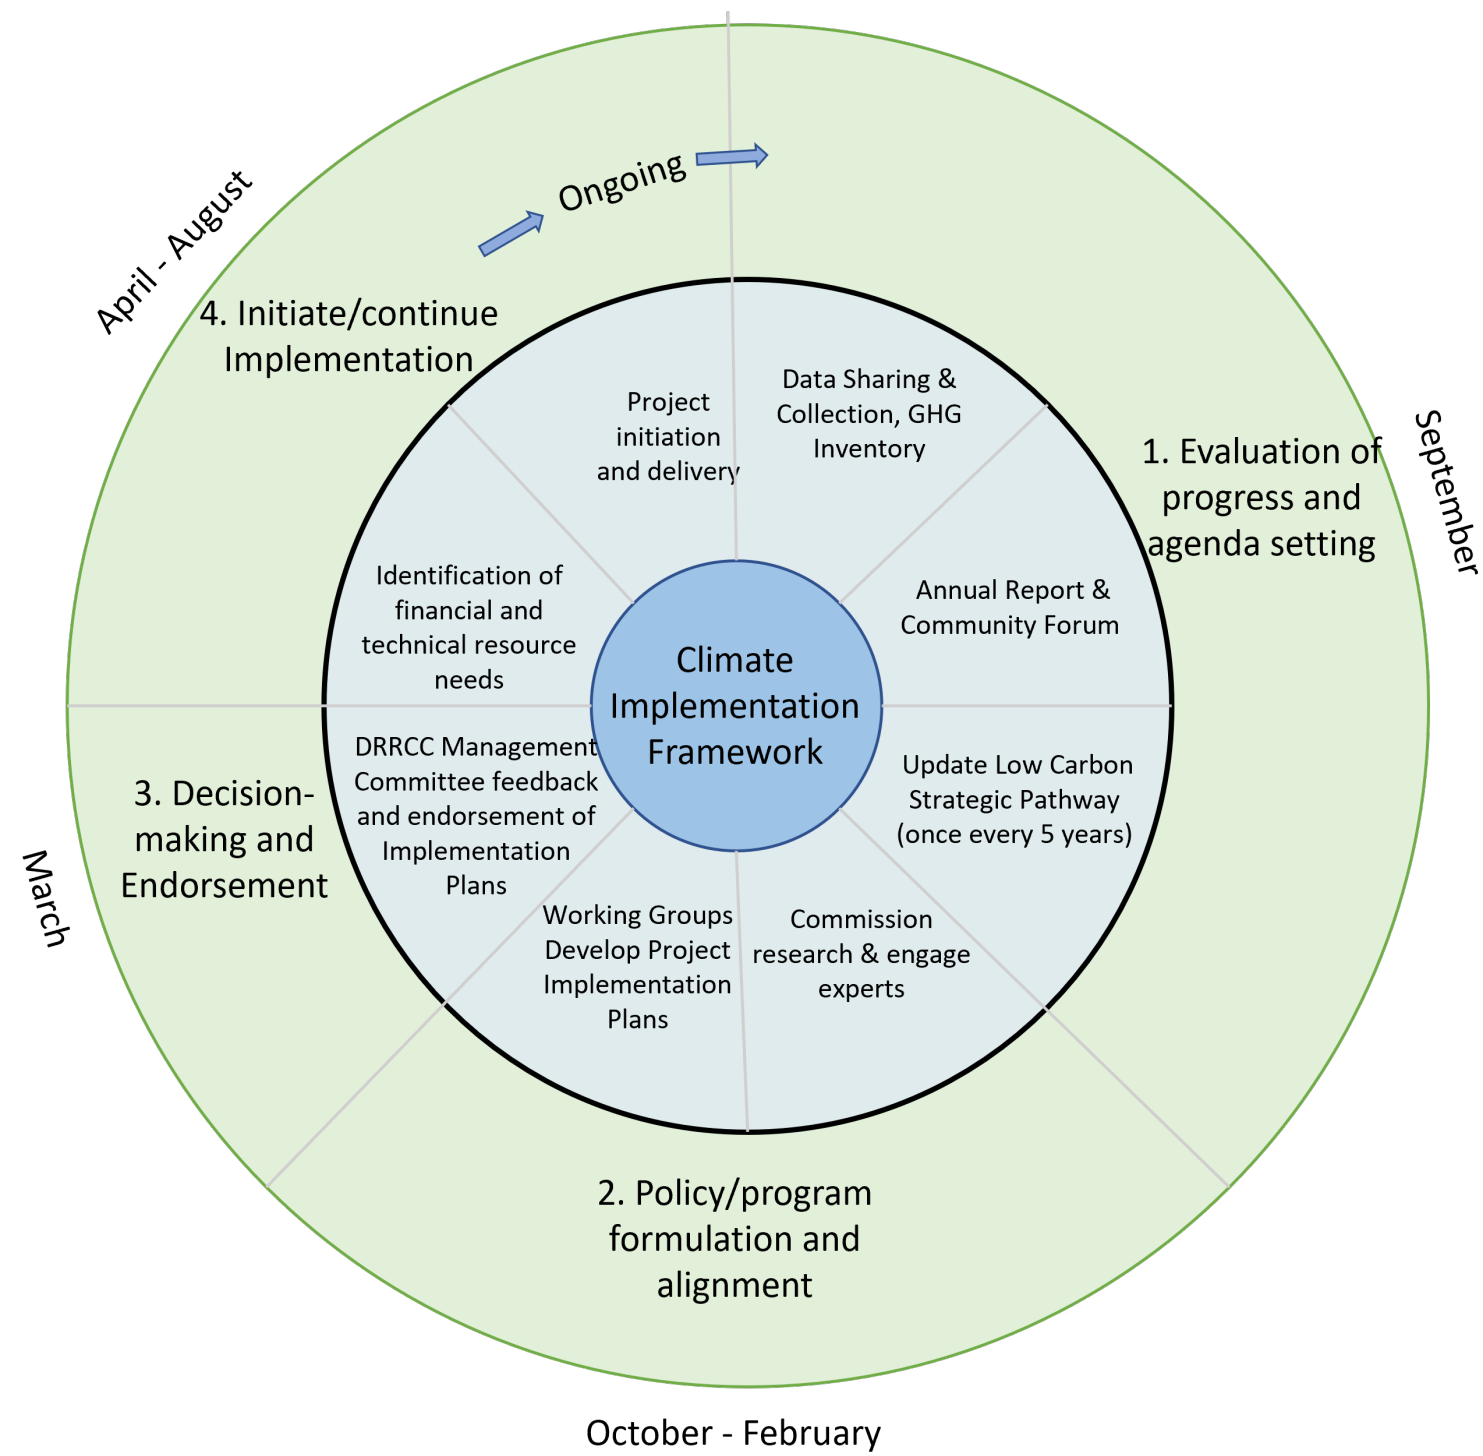 Climate
Implementation
Framework
1. Evaluation of
progress and
agenda setting
September
Data Sharing &
Collection, GHG
Inventory
Annual Report &
Community Forum
Update Low Carbon
Strategic Pathway
(once every 5 years)
2. Policy/program
formulation and
alignment
October - February
Commission
research & engage
experts
Working Groups
Develop Project
Implementation
Plans
3. Decision-
making and
Endorsement
March
DRRCC Management
Committee feedback
and endorsement of
Implementation
Plans
4. Initiate/continue
Implementation
April - August
Identification of
financial and
technical resource
needs
Project
initiation
and delivery
Ongoing